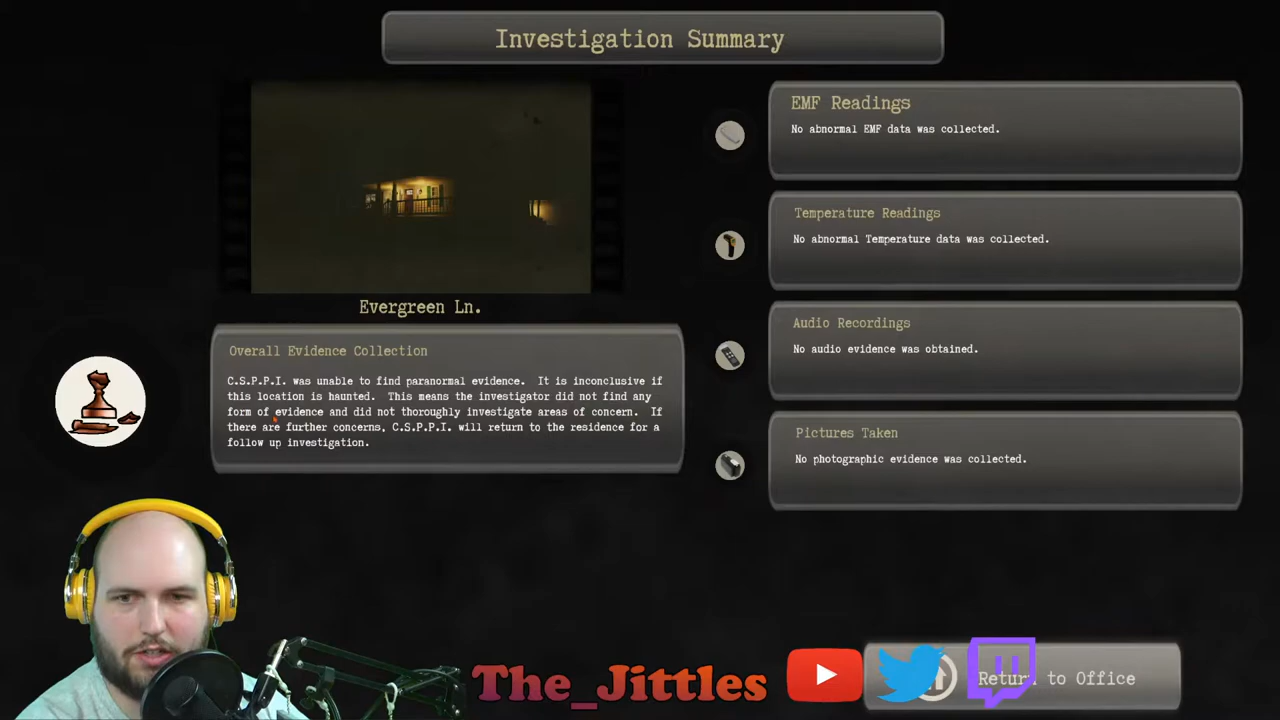 Investigation Summary
Evergreen Ln.
Overall Evidence Collection
C.S.P.P.I. was unable to find paranormal evidence. It is inconclusive if
this location is haunted. This means the investigator did not find any
form of evidence and did not thoroughly investigate areas of concern. If
there are further concerns, C.S.P.P.I. will return to the residence for a
follow up investigation.
EMF Readings
No abnormal EMF data was collected.
Temperature Readings
No abnormal Temperature data was collected.
Audio Recordings
No audio evidence was obtained.
Pictures Taken
No photographic evidence was collected.
The_Jittles
Return to Office